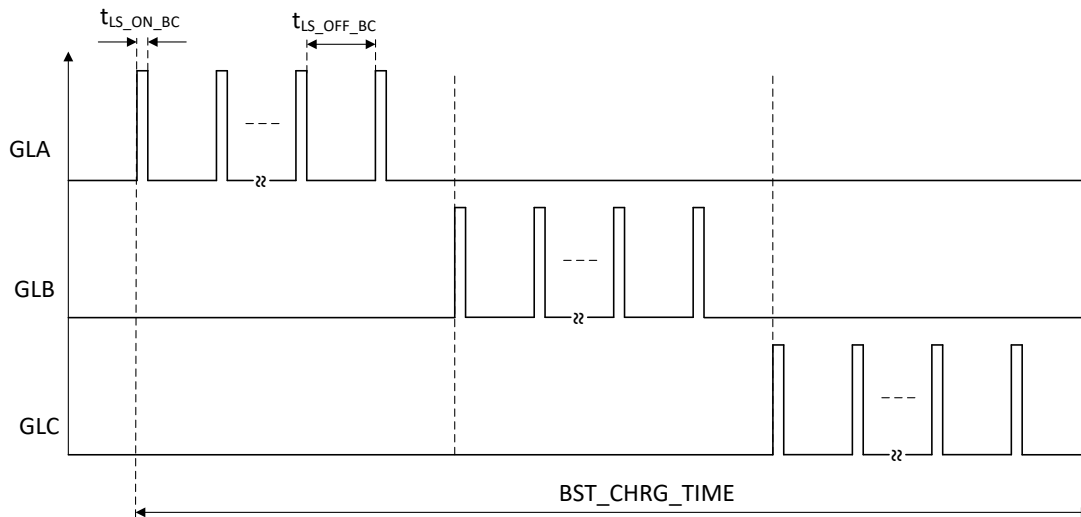 tLS_ON_BC
tLS_OFF_BC
GLA
GLB
GLC
BST_CHRG_TIME